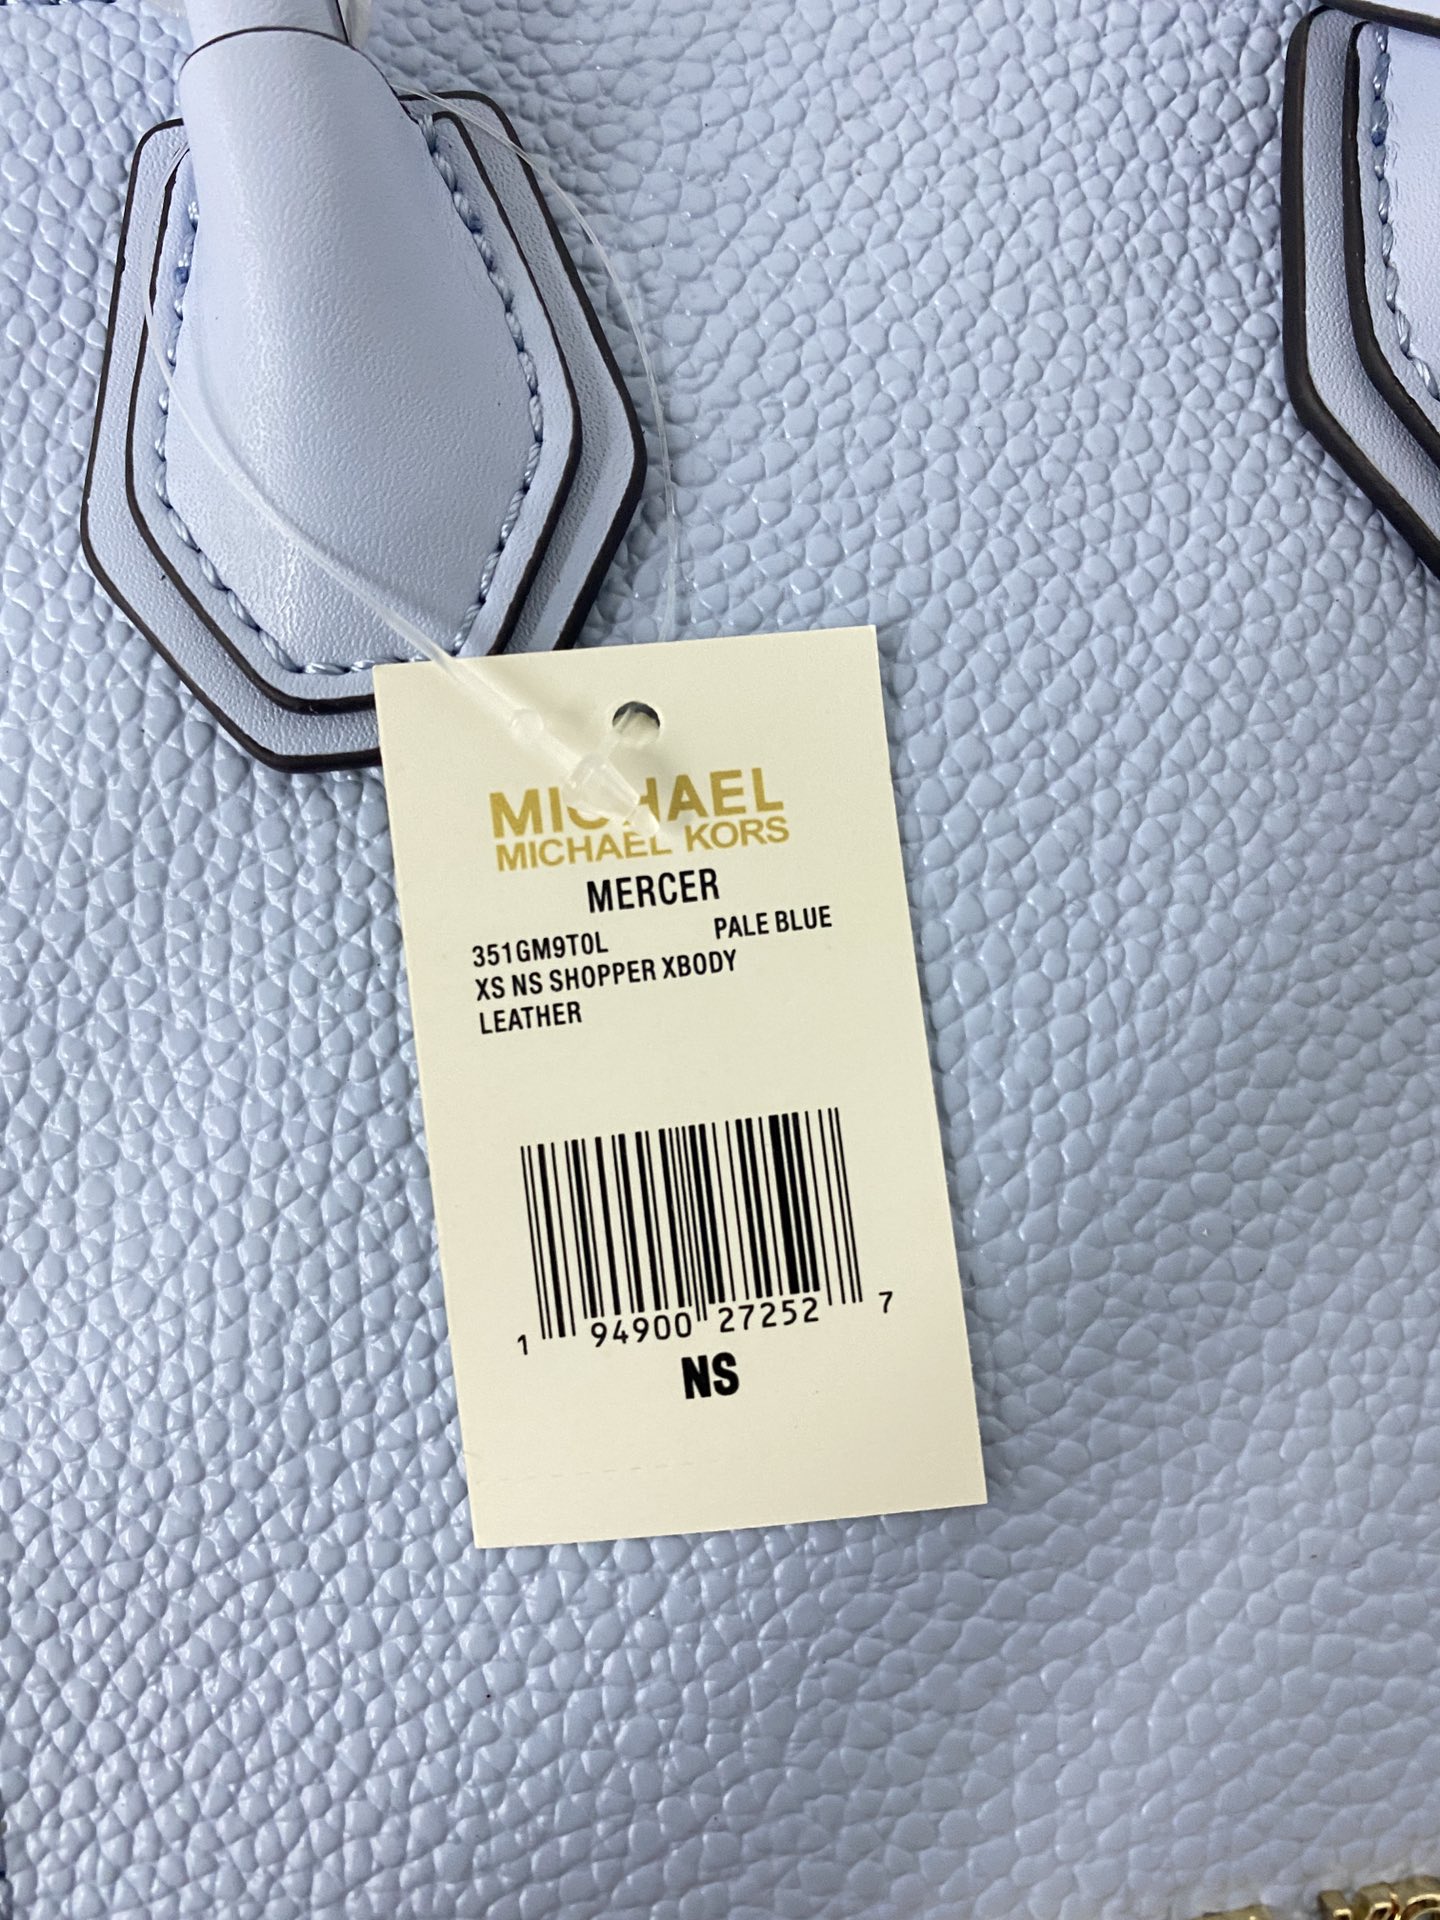 MICHAEL
MICHAEL KORS
MERCER
351GM9T0L PALE BLUE
XS NS SHOPPER XBODY
LEATHER
1 94900 27252 7
NS